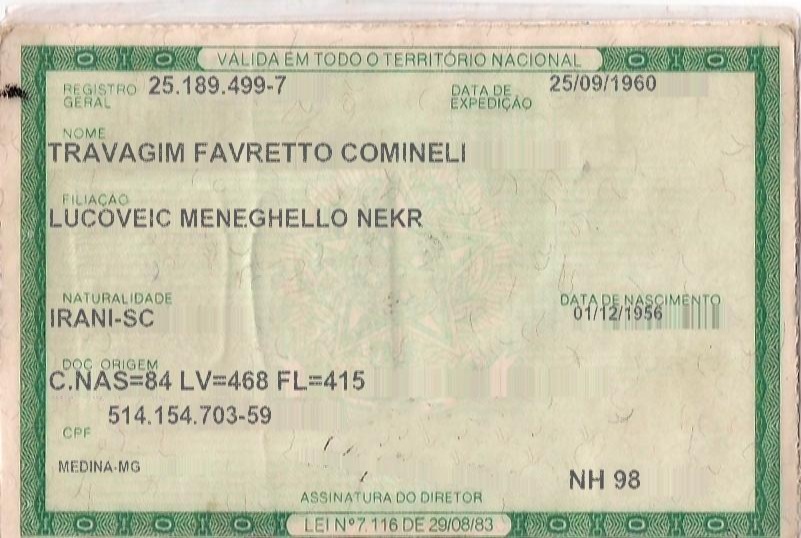 VÁLIDA EM TODO O TERRITÓRIO NACIONAL
REGISTRO GERAL 25.189.499-7 DATA DE EXPEDIÇÃO 25/09/1960
NOME
TRAVAGIM FAVRETTO COMINELI
FILIAÇÃO
LUCOVEIC MENEGHELLO NEKR
NATURALIDADE DATA DE NASCIMENTO
IRANI-SC 01/12/1956
DOC ORIGEM
C.NAS=84 LV=468 FL=415
CPF 514.154.703-59
MEDINA-MG NH 98
ASSINATURA DO DIRETOR
LEI Nº 7.116 DE 29/08/83